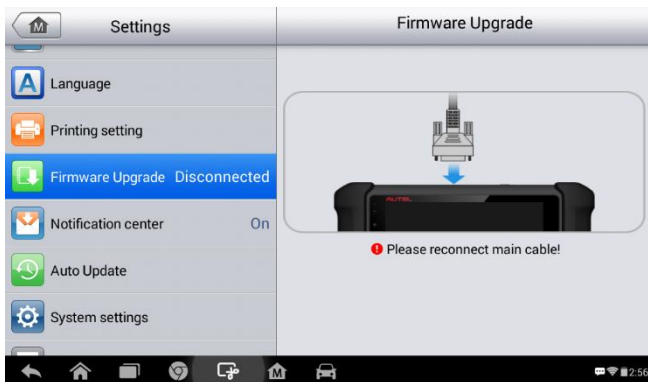 M
Settings
Firmware Upgrade
A
Language
Printing setting
Firmware Upgrade Disconnected
Notification center On
Auto Update
System settings
AUTEL
Please reconnect main cable!
M
2:56